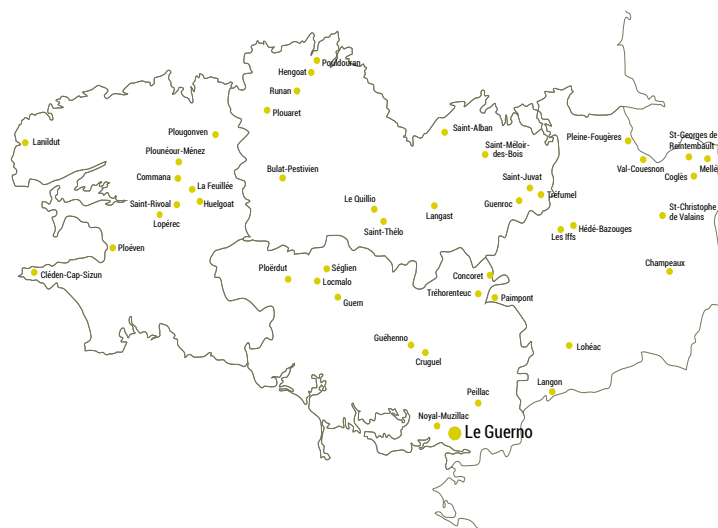 Pouldouran
Hengoat
Runan
Plouaret
Lanildut
Plougonven
Plounéour-Ménez
Commana
La Feuillée
Saint-Rivoal
Huelgoat
Lopérec
Ploéven
Cléden-Cap-Sizun
Bulat-Pestivien
Saint-Alban
Saint-Méloir-
des-Bois
Saint-Juvat
Tréfumel
Guenroc
Le Quillio
Saint-Thélo
Langast
Pleine-Fougères
St-Georges de
Reintembault
Val-Couesnon
Mellé
Coglès
St-Christophe
de Valains
Hédé-Bazouges
Les Iffs
Champeaux
Ploërdut
Séglien
Locmalo
Guern
Concoret
Tréhorenteuc
Paimpont
Guéhenno
Cruguel
Lohéac
Langon
Peillac
Noyal-Muzillac
Le Guerno